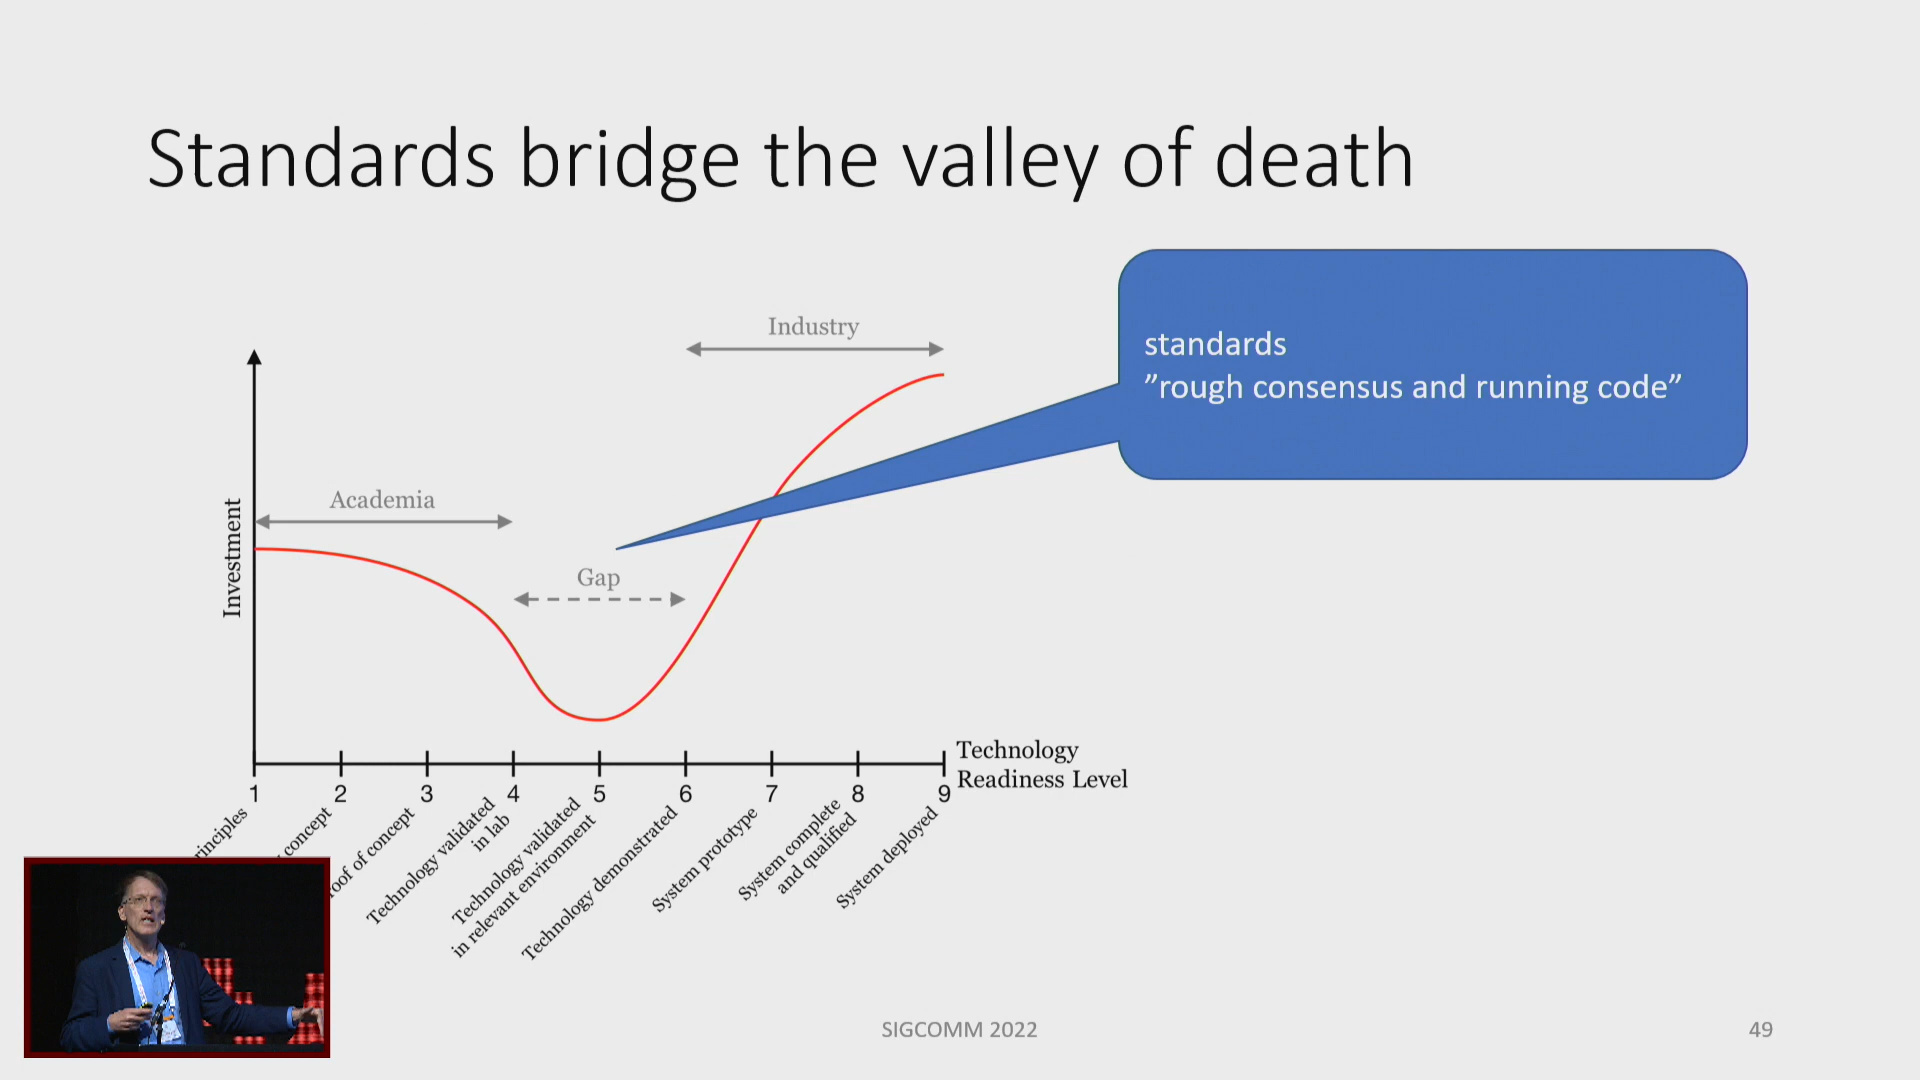 Standards bridge the valley of death
standards
”rough consensus and running code”
Industry
Academia
Gap
Investment
Technology
Readiness Level
1 2 3 4 5 6 7 8 9
concept
of concept
Technology validated
in lab
Technology validated
in relevant environment
Technology demonstrated
System prototype
System complete
and qualified
System deployed
SIGCOMM 2022
49